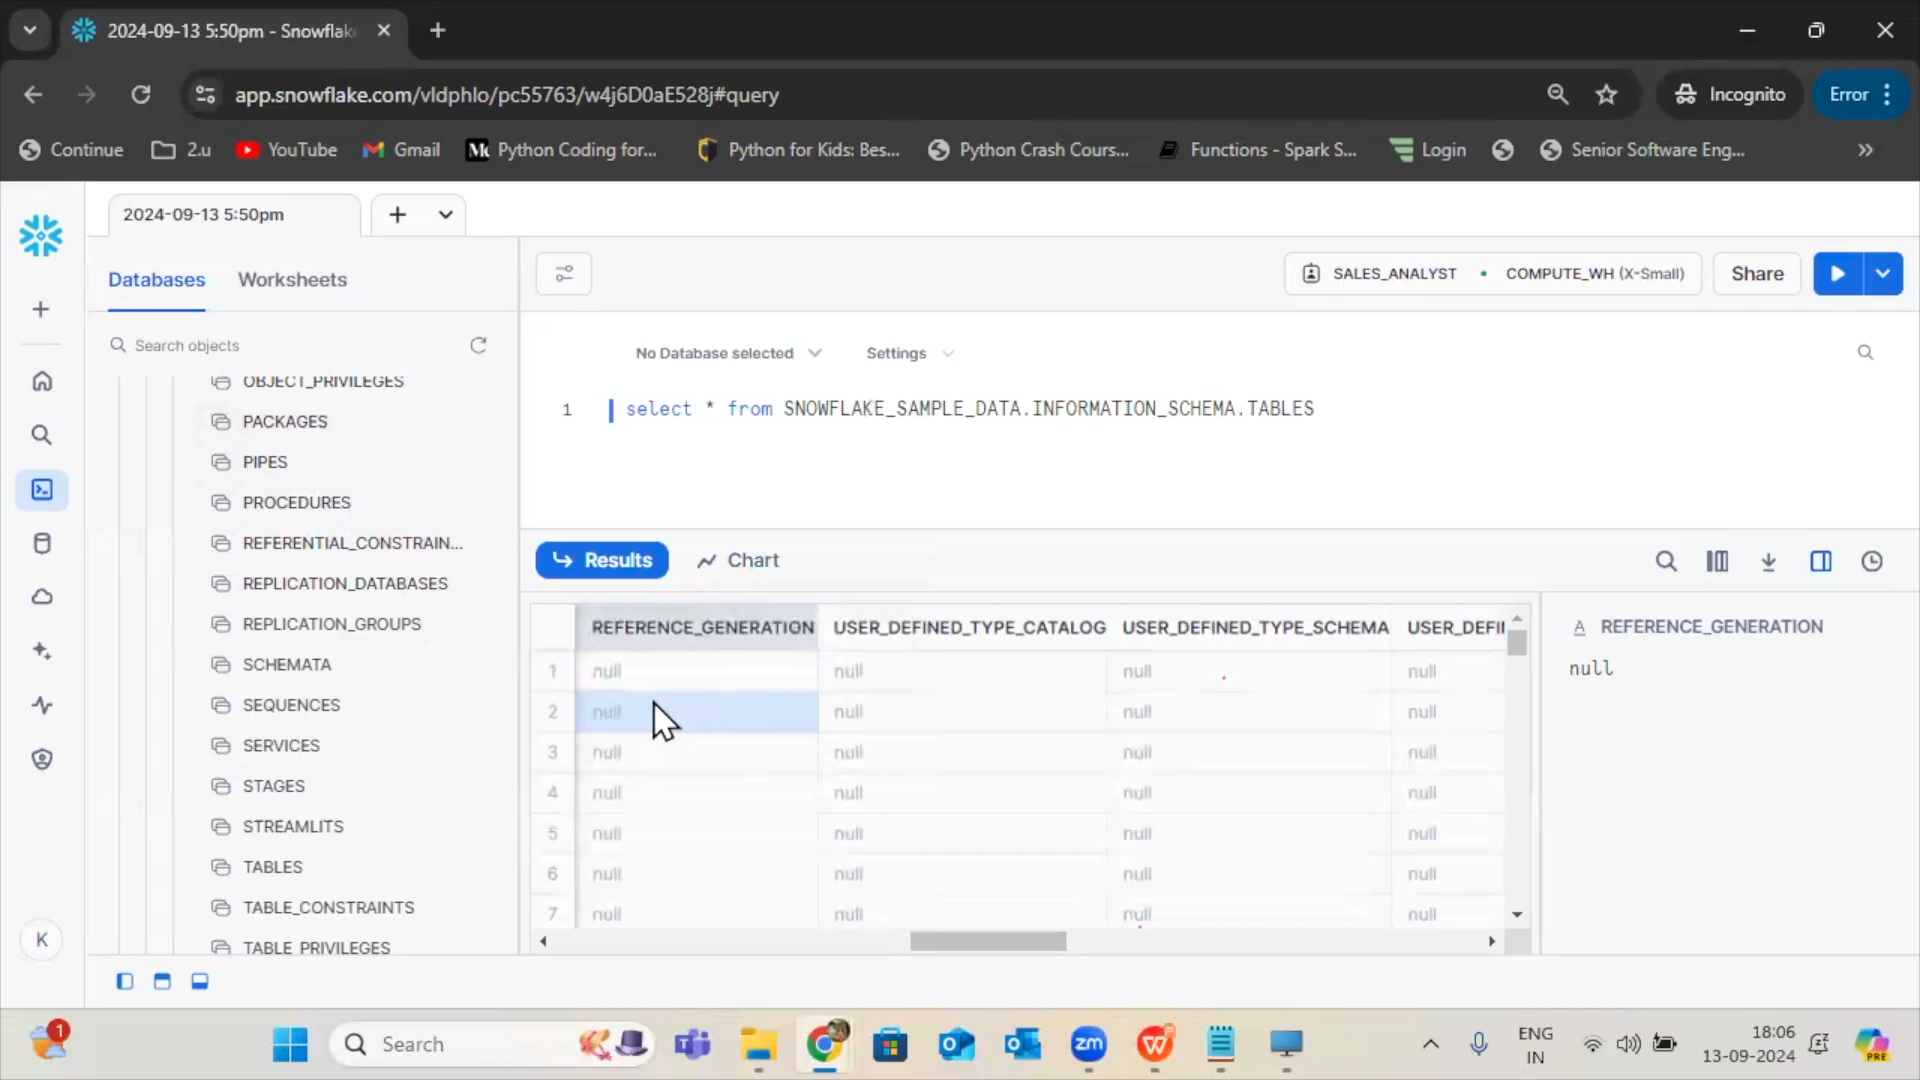 2024-09-13 5:50pm - Snowflak
app.snowflake.com/vldphlo/pc55763/w4j6D0aE528j#query
Incognito
Error
Continue
2.u
YouTube
Gmail
Python Coding for...
Python for Kids: Bes...
Python Crash Cours...
Functions - Spark S...
Login
Senior Software Eng...
2024-09-13 5:50pm
Databases
Worksheets
SALES_ANALYST
COMPUTE_WH (X-Small)
Share
Search objects
No Database selected
Settings
1
select * from SNOWFLAKE_SAMPLE_DATA.INFORMATION_SCHEMA.TABLES
OBJECT_PRIVILEGES
PACKAGES
PIPES
PROCEDURES
REFERENTIAL_CONSTRAIN...
REPLICATION_DATABASES
REPLICATION_GROUPS
SCHEMATA
SEQUENCES
SERVICES
STAGES
STREAMLITS
TABLES
TABLE_CONSTRAINTS
TABLE_PRIVILEGES
Results
Chart
REFERENCE_GENERATION USER_DEFINED_TYPE_CATALOG USER_DEFINED_TYPE_SCHEMA USER_DEFI
1 null null null null
2 null null null null
3 null null null null
4 null null null null
5 null null null null
6 null null null null
7 null null null null
A REFERENCE_GENERATION
null
K
1
Search
zm
W
PRE
ENG
IN
18:06
13-09-2024